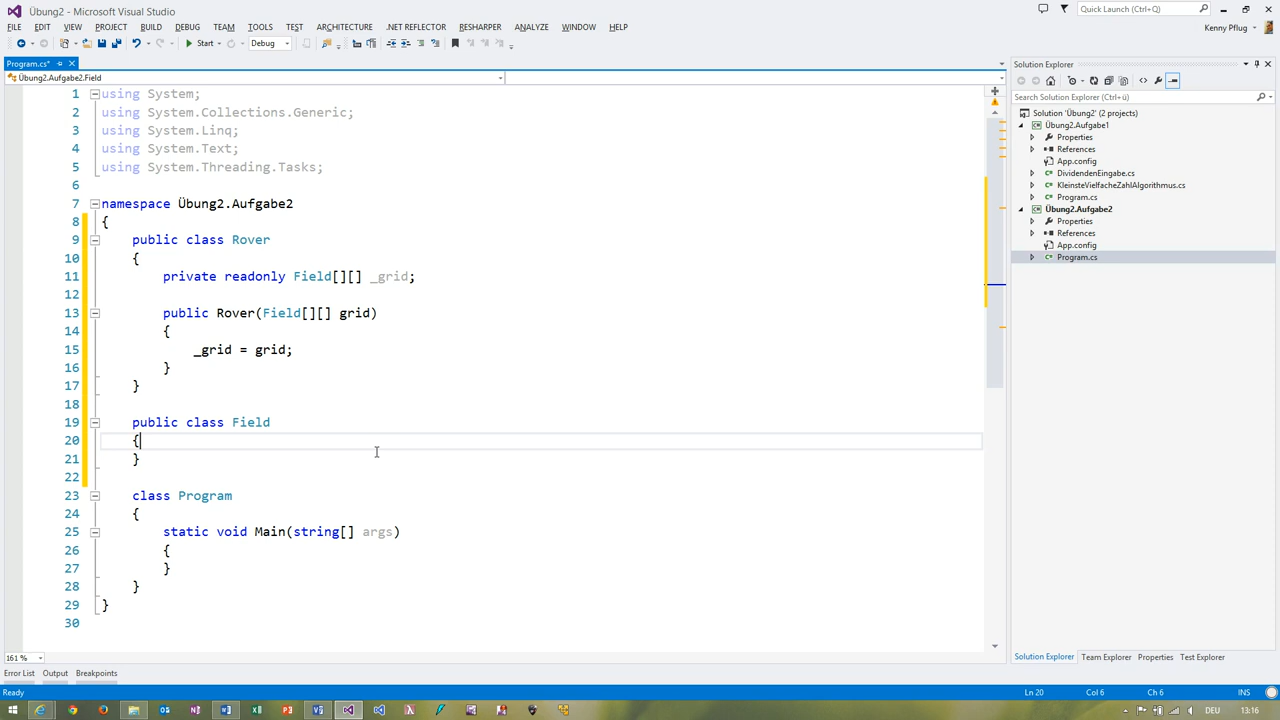 Übung2 - Microsoft Visual Studio
Quick Launch (Ctrl+Q)
FILE EDIT VIEW PROJECT BUILD DEBUG TEAM TOOLS TEST ARCHITECTURE .NET REFLECTOR RESHARPER ANALYZE WINDOW HELP
Kenny Pflug
Start Debug
Program.cs*
Übung2.Aufgabe2.Field
1 using System;
2 using System.Collections.Generic;
3 using System.Linq;
4 using System.Text;
5 using System.Threading.Tasks;
6
7 namespace Übung2.Aufgabe2
8 {
9 public class Rover
10 {
11 private readonly Field[][] _grid;
12
13 public Rover(Field[][] grid)
14 {
15 _grid = grid;
16 }
17 }
18
19 public class Field
20 {
21 }
22
23 class Program
24 {
25 static void Main(string[] args)
26 {
27 }
28 }
29 }
30
161 %
Solution Explorer
Search Solution Explorer (Ctrl+ü)
Solution 'Übung2' (2 projects)
Übung2.Aufgabe1
Properties
References
App.config
DividendenEingabe.cs
KleinsteVielfacheZahlAlgorithmus.cs
Program.cs
Übung2.Aufgabe2
Properties
References
App.config
Program.cs
Solution Explorer Team Explorer Properties Test Explorer
Error List Output Breakpoints
Ready Ln 20 Col 6 Ch 6 INS
DEU 13:16